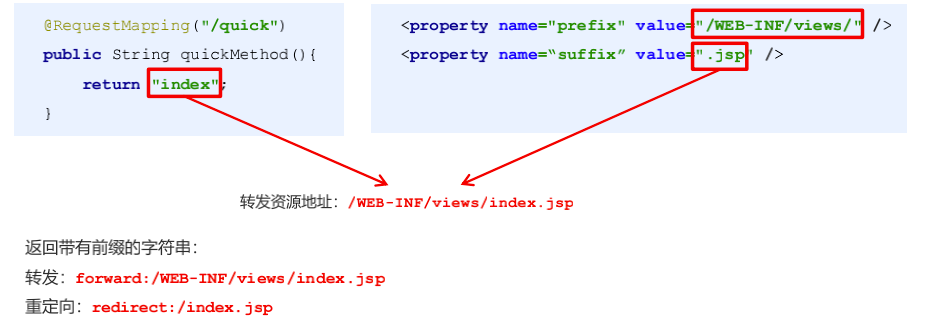 @RequestMapping("/quick")
public String quickMethod(){
return "index";
}
<property name="prefix" value="/WEB-INF/views/" />
<property name=“suffix” value=".jsp" />
转发资源地址：/WEB-INF/views/index.jsp
返回带有前缀的字符串：
转发：forward:/WEB-INF/views/index.jsp
重定向：redirect:/index.jsp